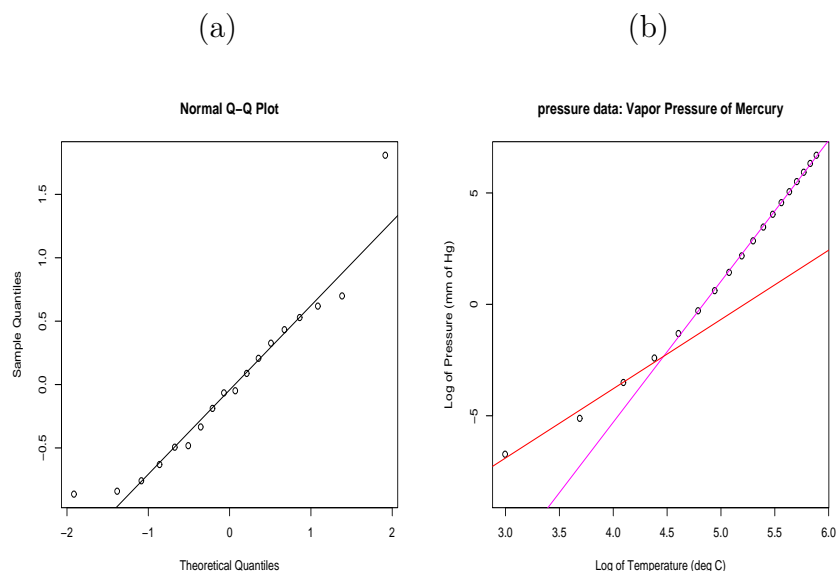 (a)
Normal Q−Q Plot
Sample Quantiles
1.5
1.0
0.5
0.0
−0.5
−2 −1 0 1 2
Theoretical Quantiles
(b)
pressure data: Vapor Pressure of Mercury
Log of Pressure (mm of Hg)
5
0
−5
3.0 3.5 4.0 4.5 5.0 5.5 6.0
Log of Temperature (deg C)